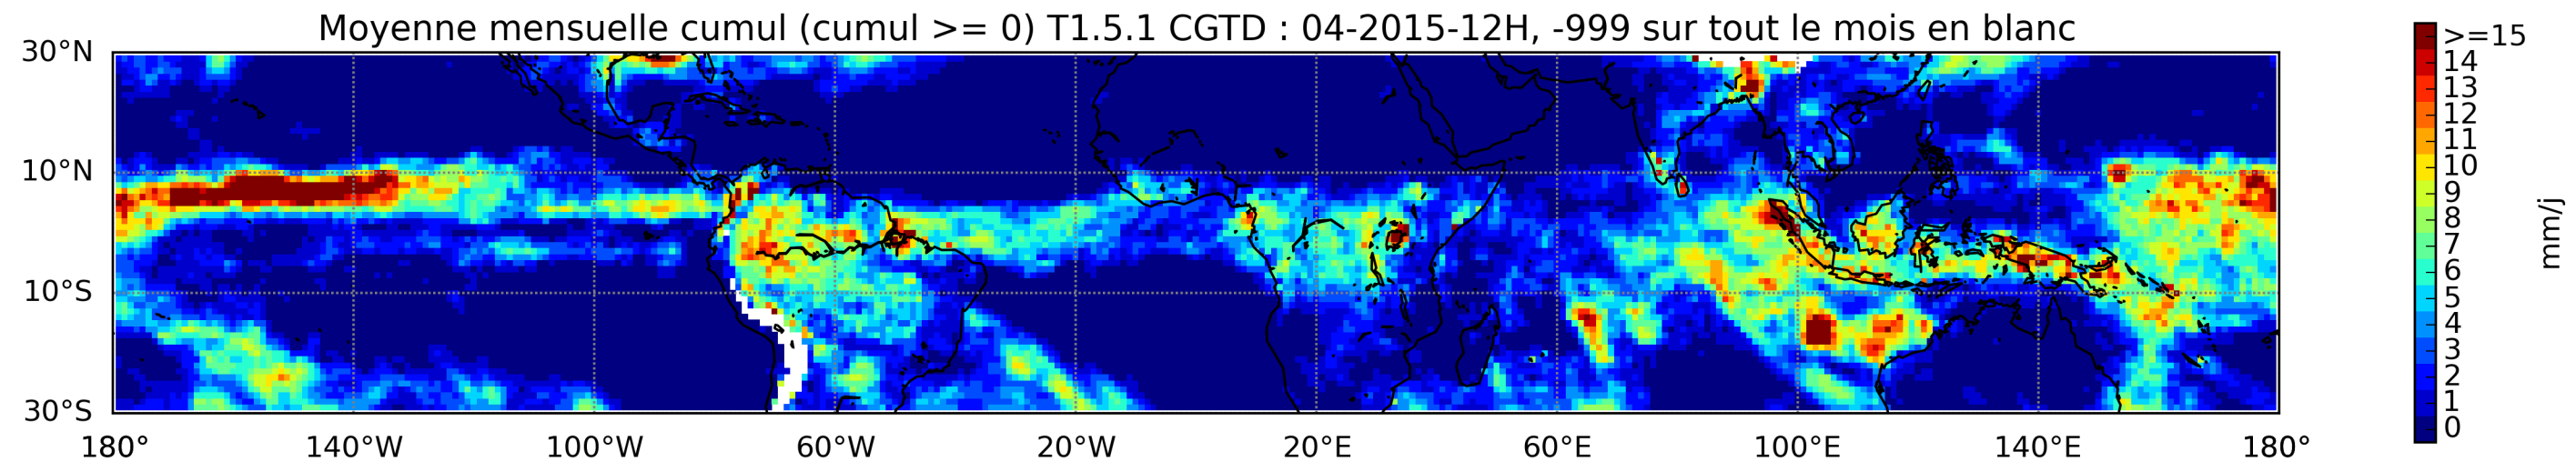 Moyenne mensuelle cumul (cumul >= 0) T1.5.1 CGTD : 04-2015-12H, -999 sur tout le mois en blanc
30°N
10°N
10°S
30°S
180° 140°W 100°W 60°W 20°W 20°E 60°E 100°E 140°E 180°
>=15
14
13
12
11
10
9
8
7
6
5
4
3
2
1
0
mm/j